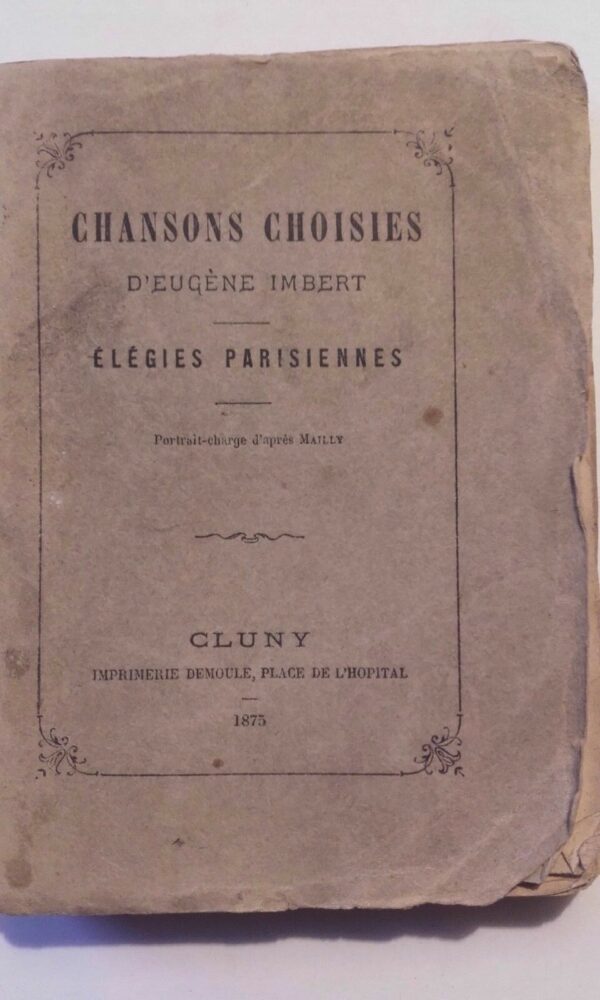 CHANSONS CHOISIES
D'EUGÈNE IMBERT
ÉLÉGIES PARISIENNES
Portrait-charge d'après MAILLY
CLUNY
IMPRIMERIE DEMOULE, PLACE DE L'HOPITAL
1875